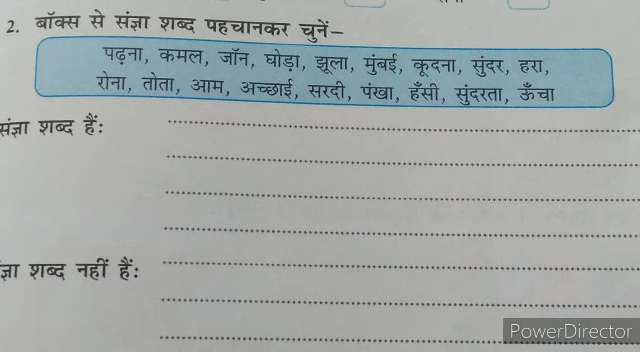 2. बॉक्स से संज्ञा शब्द पहचानकर चुनें–
पढ़ना, कमल, जॉन, घोड़ा, झूला, मुंबई, कूदना, सुंदर, हरा,
रोना, तोता, आम, अच्छाई, सरदी, पंखा, हँसी, सुंदरता, ऊँचा
संज्ञा शब्द हैं:
ज्ञा शब्द नहीं हैं:
PowerDirector